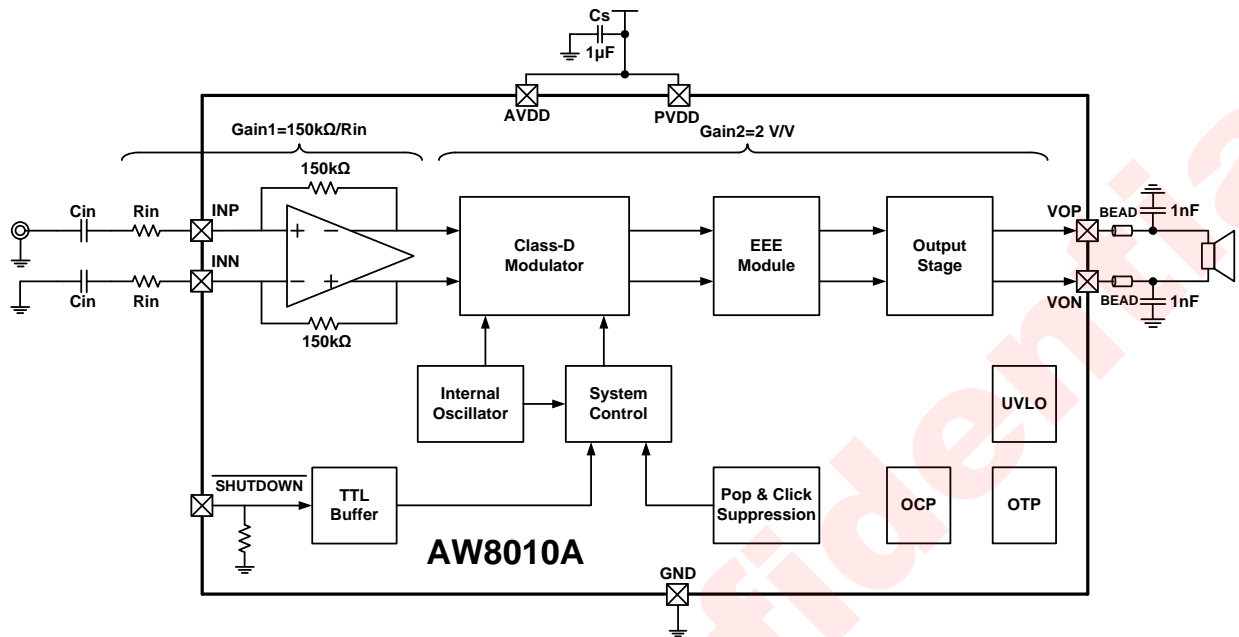 Cs
1µF
AVDD
PVDD
Gain1=150kΩ/Rin
Gain2=2 V/V
150kΩ
Cin
Rin
INP
INN
Cin
Rin
150kΩ
Class-D
Modulator
EEE
Module
Output
Stage
VOP
BEAD
1nF
VON
BEAD
1nF
Internal
Oscillator
System
Control
UVLO
SHUTDOWN
TTL
Buffer
Pop & Click
Suppression
OCP
OTP
AW8010A
GND
fidentia